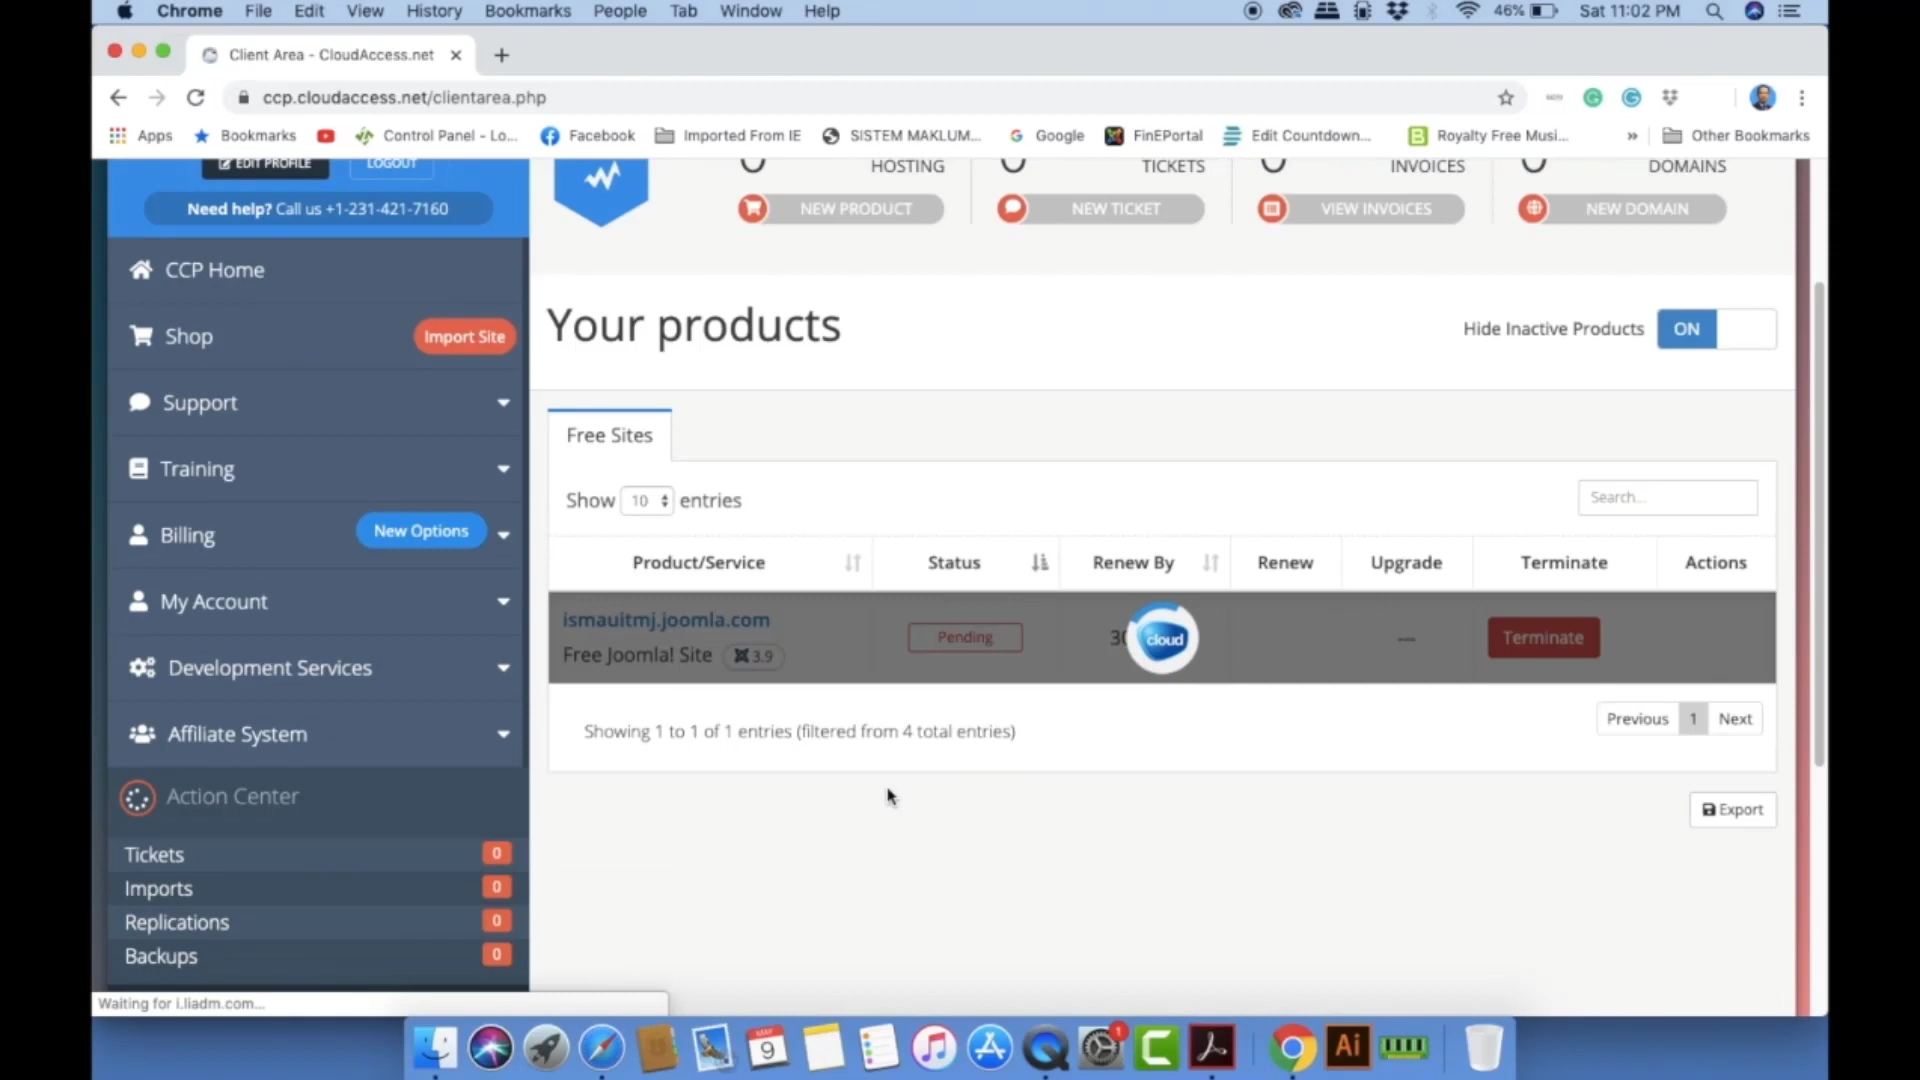 Chrome File Edit View History Bookmarks People Tab Window Help 46% Sat 11:02 PM
Client Area - CloudAccess.net
ccp.cloudaccess.net/clientarea.php
Apps Bookmarks Control Panel - Lo... Facebook Imported From IE SISTEM MAKLUM... Google FinEPortal Edit Countdown... Royalty Free Musi... » Other Bookmarks
EDIT PROFILE LOGOUT
Need help? Call us +1-231-421-7160
HOSTING TICKETS INVOICES DOMAINS
NEW PRODUCT NEW TICKET VIEW INVOICES NEW DOMAIN
CCP Home
Shop Import Site
Support
Training
Billing New Options
My Account
Development Services
Affiliate System
Action Center
Tickets 0
Imports 0
Replications 0
Backups 0
Your products
Hide Inactive Products ON
Free Sites
Show 10 entries
Search...
Product/Service Status Renew By Renew Upgrade Terminate Actions
ismauitmj.joomla.com
Free Joomla! Site 3.9
Pending
cloud
Terminate
Showing 1 to 1 of 1 entries (filtered from 4 total entries)
Previous 1 Next
Export
Waiting for i.liadm.com...
MAY
9
1
Ai